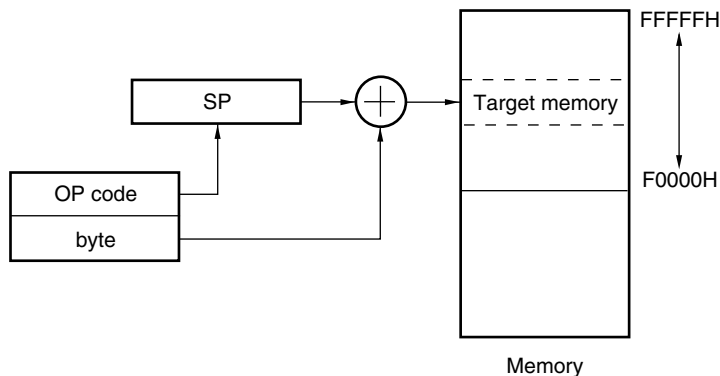 FFFFFH
SP
Target memory
OP code
F0000H
byte
Memory